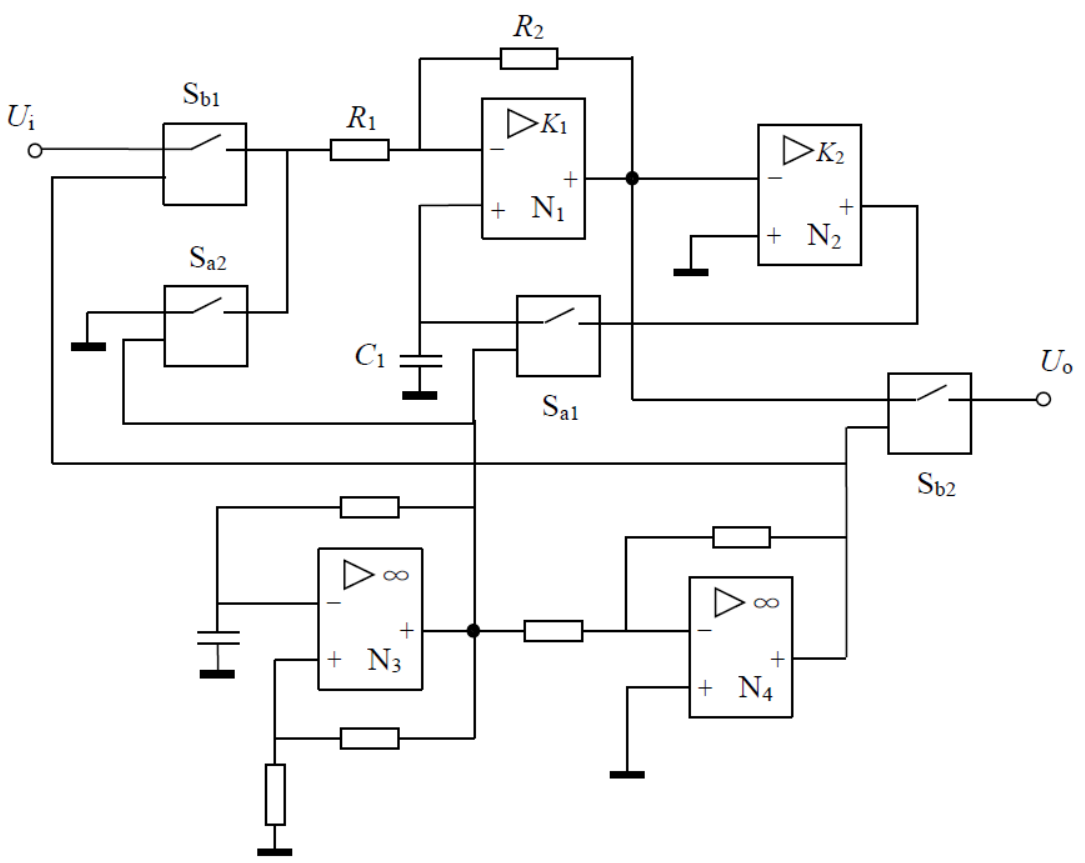 R₂
Sb1
Uᵢ
R₁
▷ K₁
− + + N₁
▷ K₂
− + + N₂
Sa2
C₁
Sa1
Uₒ
Sb2
▷ ∞
− + + N₃
▷ ∞
− + + N₄